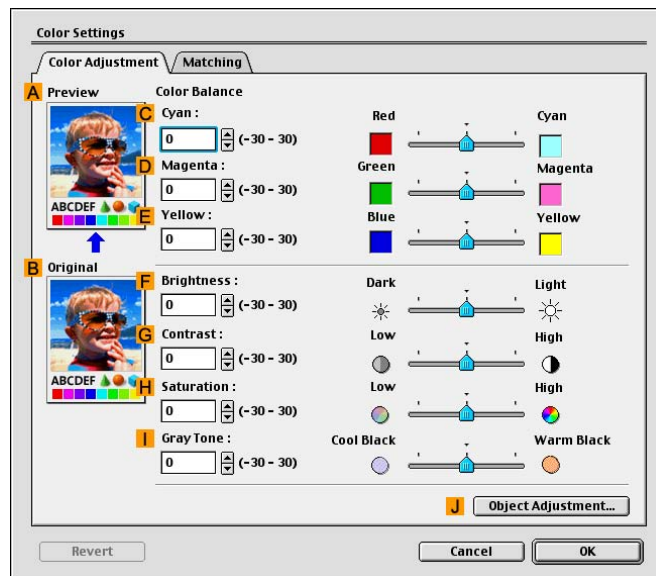 Color Settings
Color Adjustment Matching
A Preview
Color Balance
C Cyan :
0 (-30 - 30)
Red Cyan
D Magenta :
0 (-30 - 30)
Green Magenta
ABCDEF
E Yellow :
0 (-30 - 30)
Blue Yellow
B Original
F Brightness :
0 (-30 - 30)
Dark Light
G Contrast :
0 (-30 - 30)
Low High
ABCDEF
H Saturation :
0 (-30 - 30)
Low High
I Gray Tone :
0 (-30 - 30)
Cool Black Warm Black
J Object Adjustment...
Revert Cancel OK